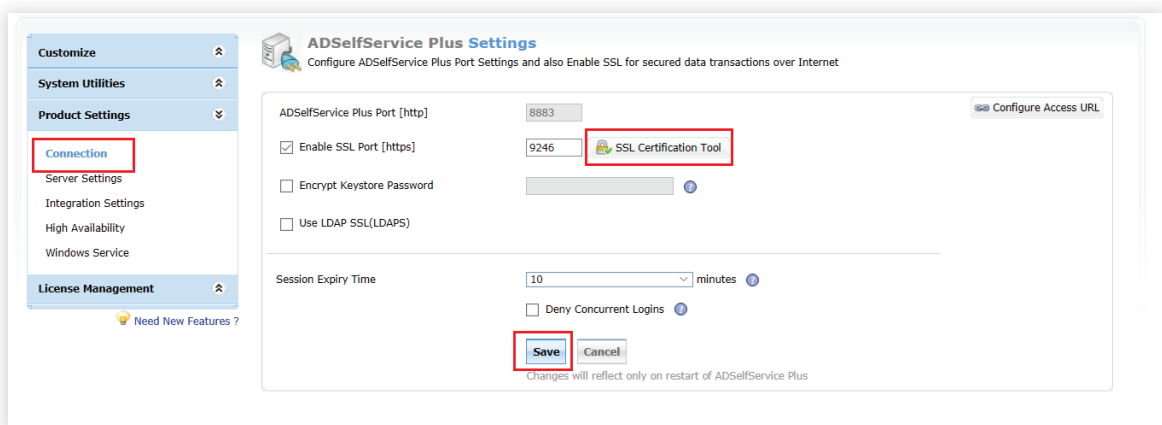 Customize
System Utilities
Product Settings
Connection
Server Settings
Integration Settings
High Availability
Windows Service
License Management
Need New Features ?
ADSelfService Plus Settings
Configure ADSelfService Plus Port Settings and also Enable SSL for secured data transactions over Internet
Configure Access URL
ADSelfService Plus Port [http] 8883
Enable SSL Port [https] 9246 SSL Certification Tool
Encrypt Keystore Password ?
Use LDAP SSL(LDAPS)
Session Expiry Time 10 minutes ?
Deny Concurrent Logins ?
Save Cancel
Changes will reflect only on restart of ADSelfService Plus